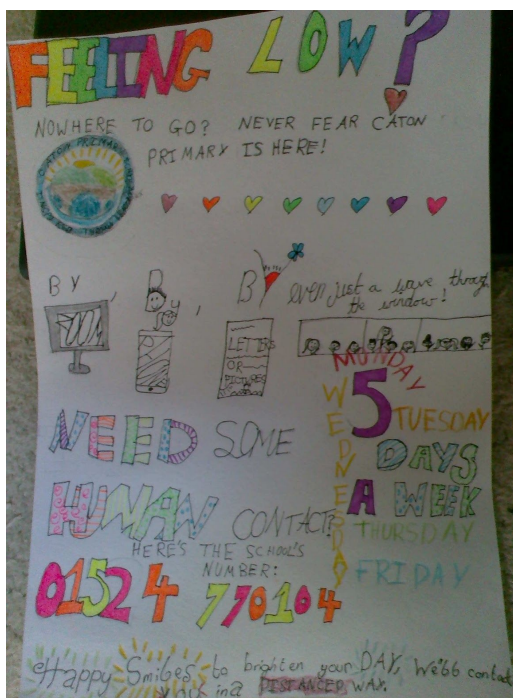 FEELING LOW?
NOWHERE TO GO? NEVER FEAR CATON
PRIMARY IS HERE!
BY, By, BY even just a wave through
the window!
LETTERS
OR
PICTURES
MONDAY
WEDNERSDAY
5
TUESDAY
DAYS
A WEEK
THURSDAY
FRIDAY
NEED SOME
HUMAN CONTACT?
HERE'S THE SCHOOL'S
NUMBER:
01524 770104
Happy Smiles to brighten your DAY, We'll contact
you in a DISTANCED WAY.